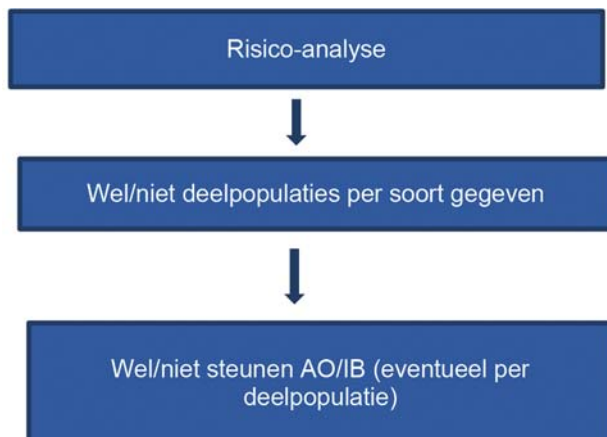 Risico-analyse
Wel/niet deelpopulaties per soort gegeven
Wel/niet steunen AO/IB (eventueel per
deelpopulatie)